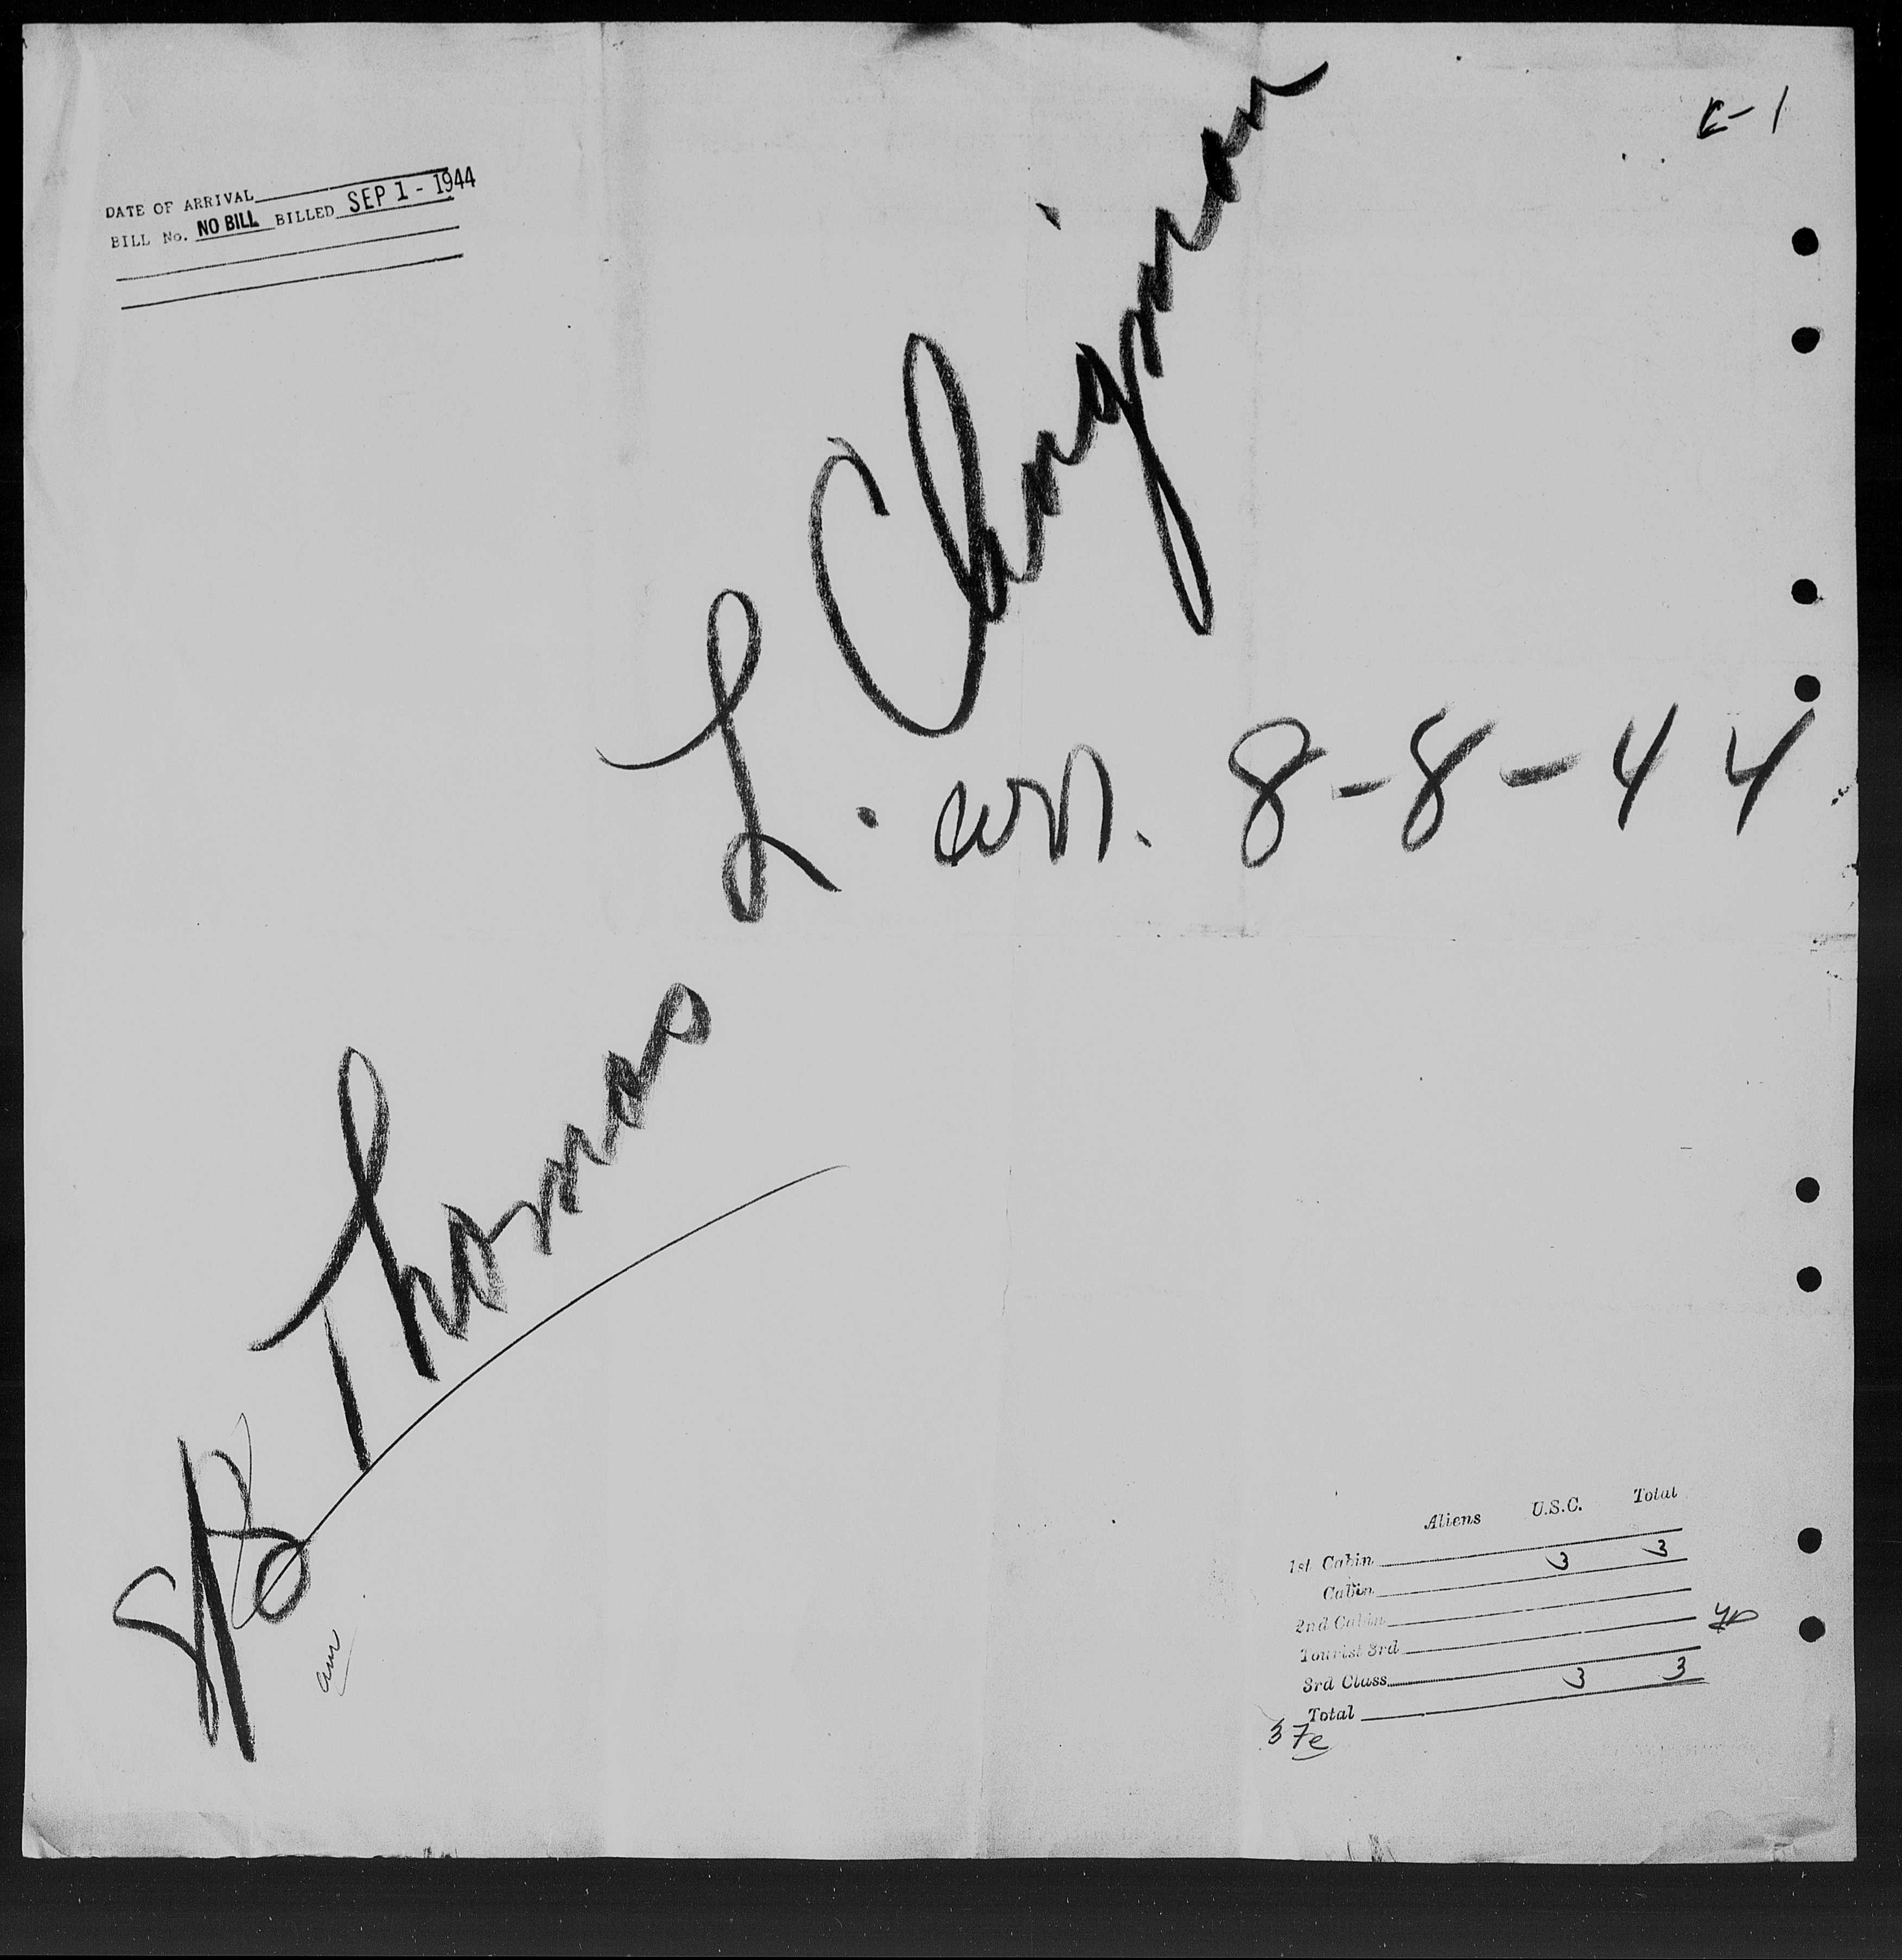 E-1
DATE OF ARRIVAL
BILL No. NO BILL BILLED SEP 1 - 1944
S/S Thomas L. Clingman
arr. 8-8-44
Aliens U.S.C. Total
1st Cabin 3 3
Cabin
2nd Cabin
Tourist 3rd
3rd Class 3 3
Total
37e